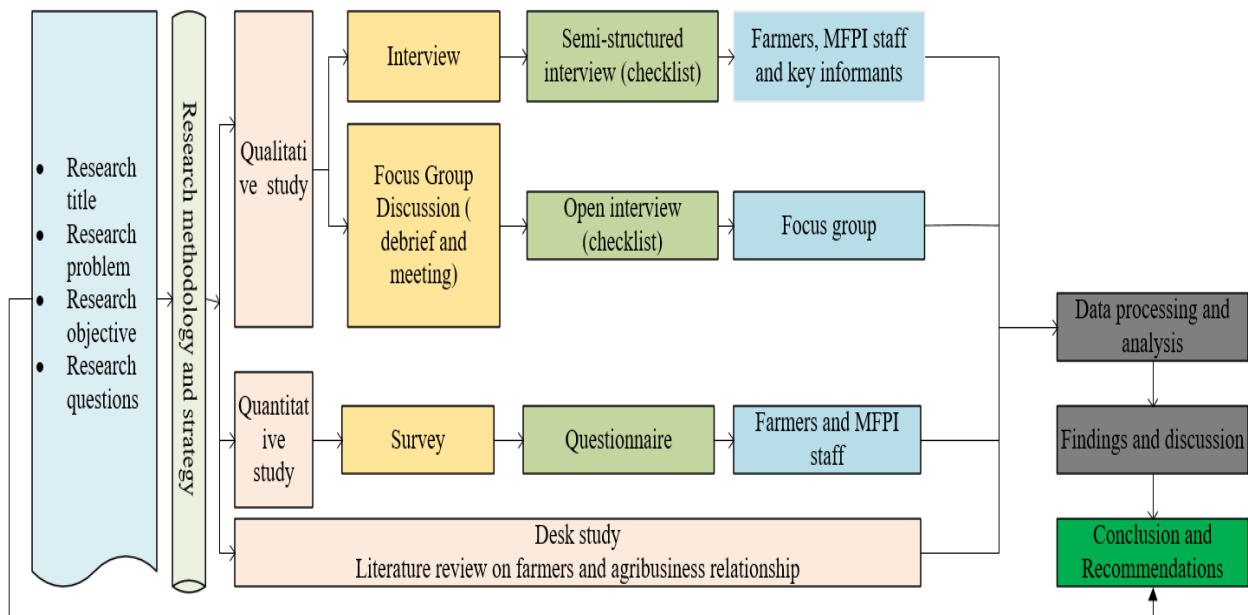 • Research
title
• Research
problem
• Research
objective
• Research
questions
Research methodology and strategy
Qualitati
ve study
Interview
Semi-structured
interview (checklist)
Farmers, MFPI staff
and key informants
Focus Group
Discussion (
debrief and
meeting)
Open interview
(checklist)
Focus group
Quantitat
ive
study
Survey
Questionnaire
Farmers and MFPI
staff
Desk study
Literature review on farmers and agribusiness relationship
Data processing and
analysis
Findings and discussion
Conclusion and
Recommendations